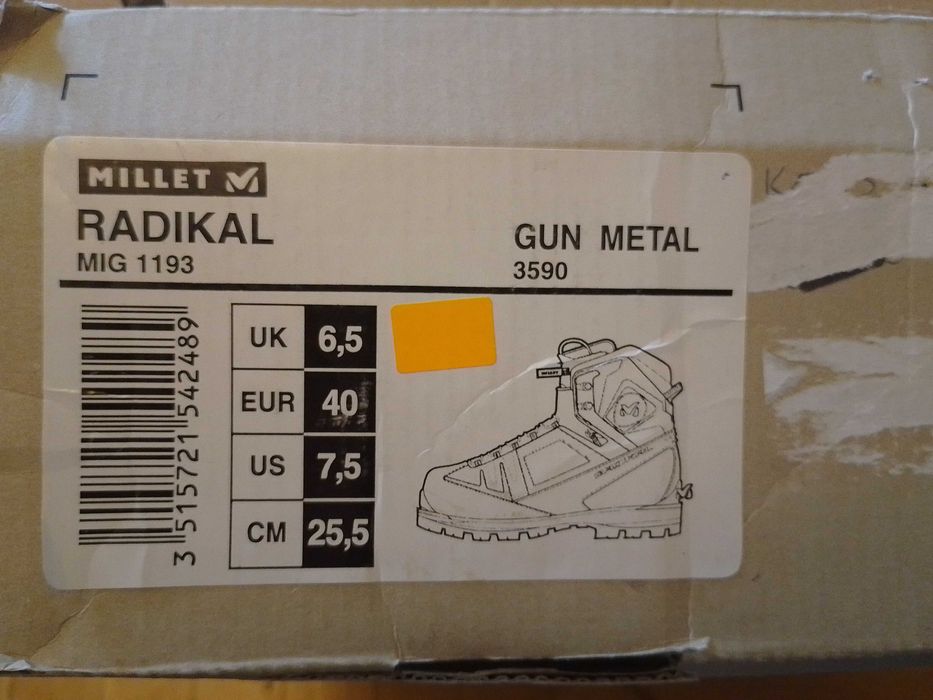 MILLET
RADIKAL
MIG 1193
GUN METAL
3590
3 515721 542489
UK 6,5
EUR 40
US 7,5
CM 25,5
MILLET